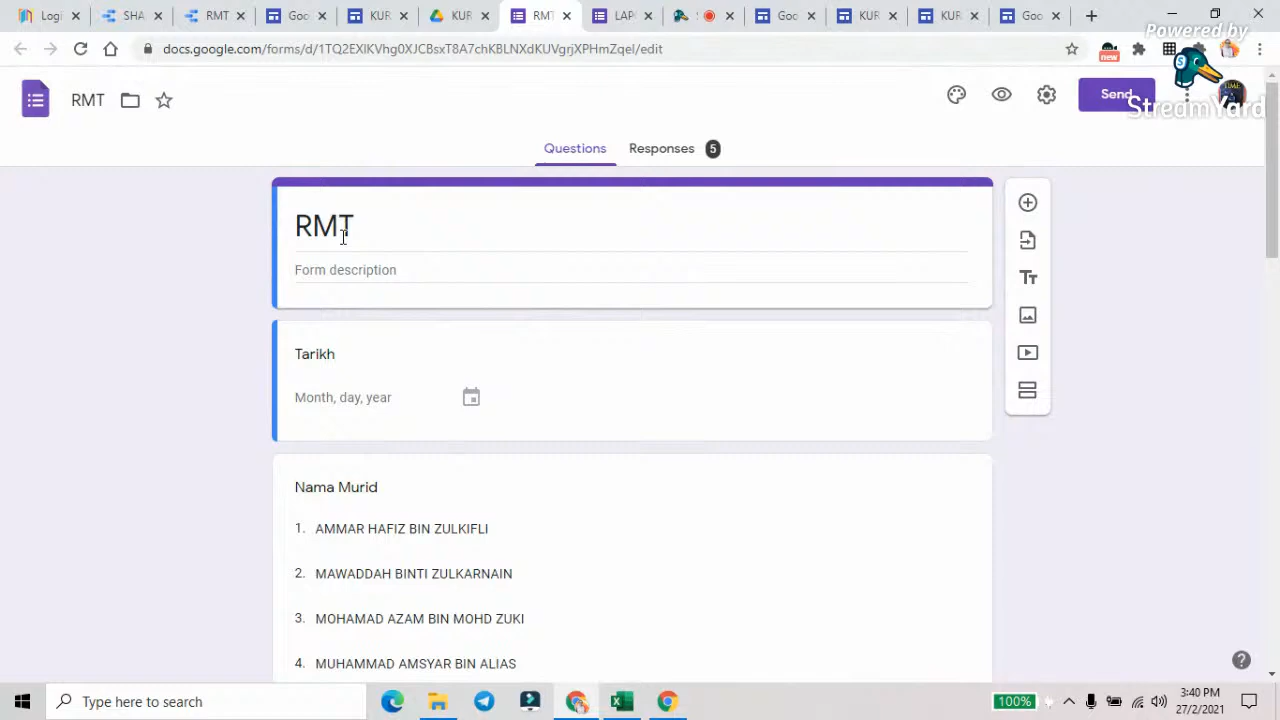 Logi
SHA
RMT
Goo
KUR
KUR
RMT
LAP
S
Goo
KUR
KUR
Goo
docs.google.com/forms/d/1TQ2EXlKVhg0XJCBsxT8A7chKBLNXdKUVgrjXPHmZqeI/edit
new
Powered by
StreamYard
RMT
Send
Questions
Responses 5
RMT
Form description
Tarikh
Month, day, year
Nama Murid
1. AMMAR HAFIZ BIN ZULKIFLI
2. MAWADDAH BINTI ZULKARNAIN
3. MOHAMAD AZAM BIN MOHD ZUKI
4. MUHAMMAD AMSYAR BIN ALIAS
Type here to search
100%
3:40 PM
27/2/2021